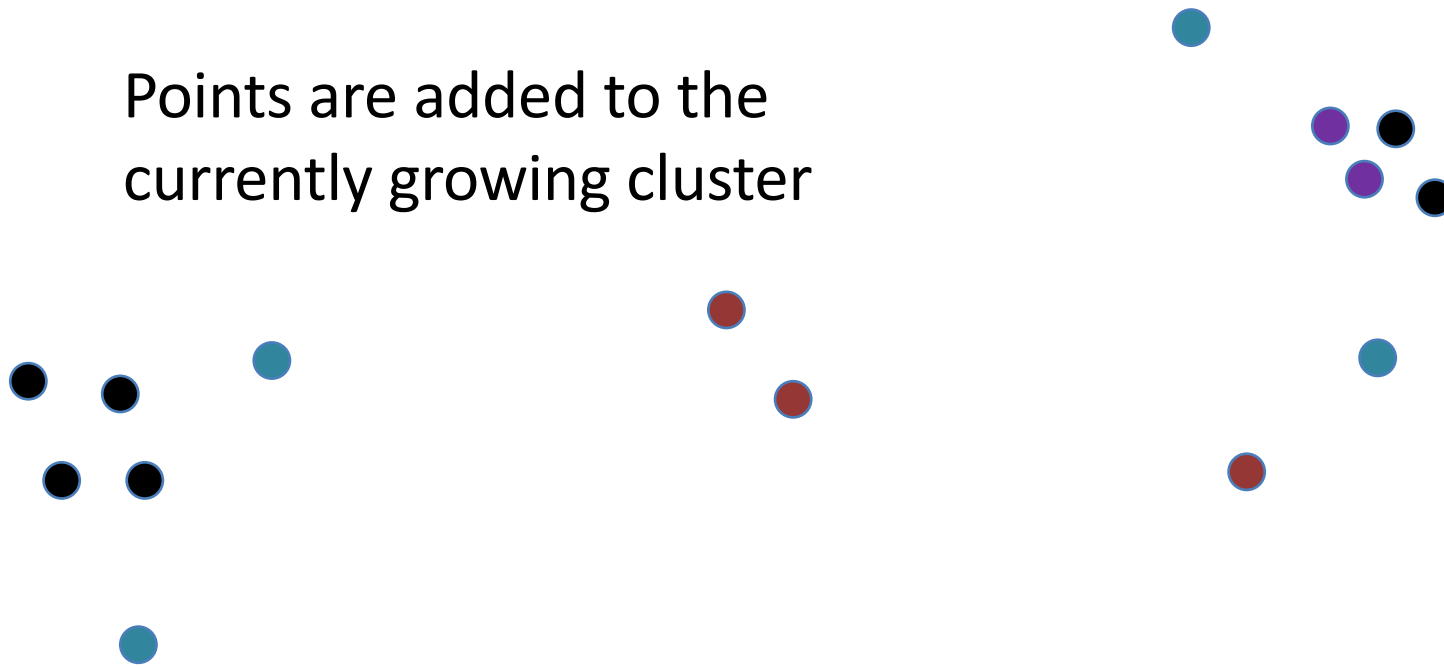 Points are added to the
currently growing cluster